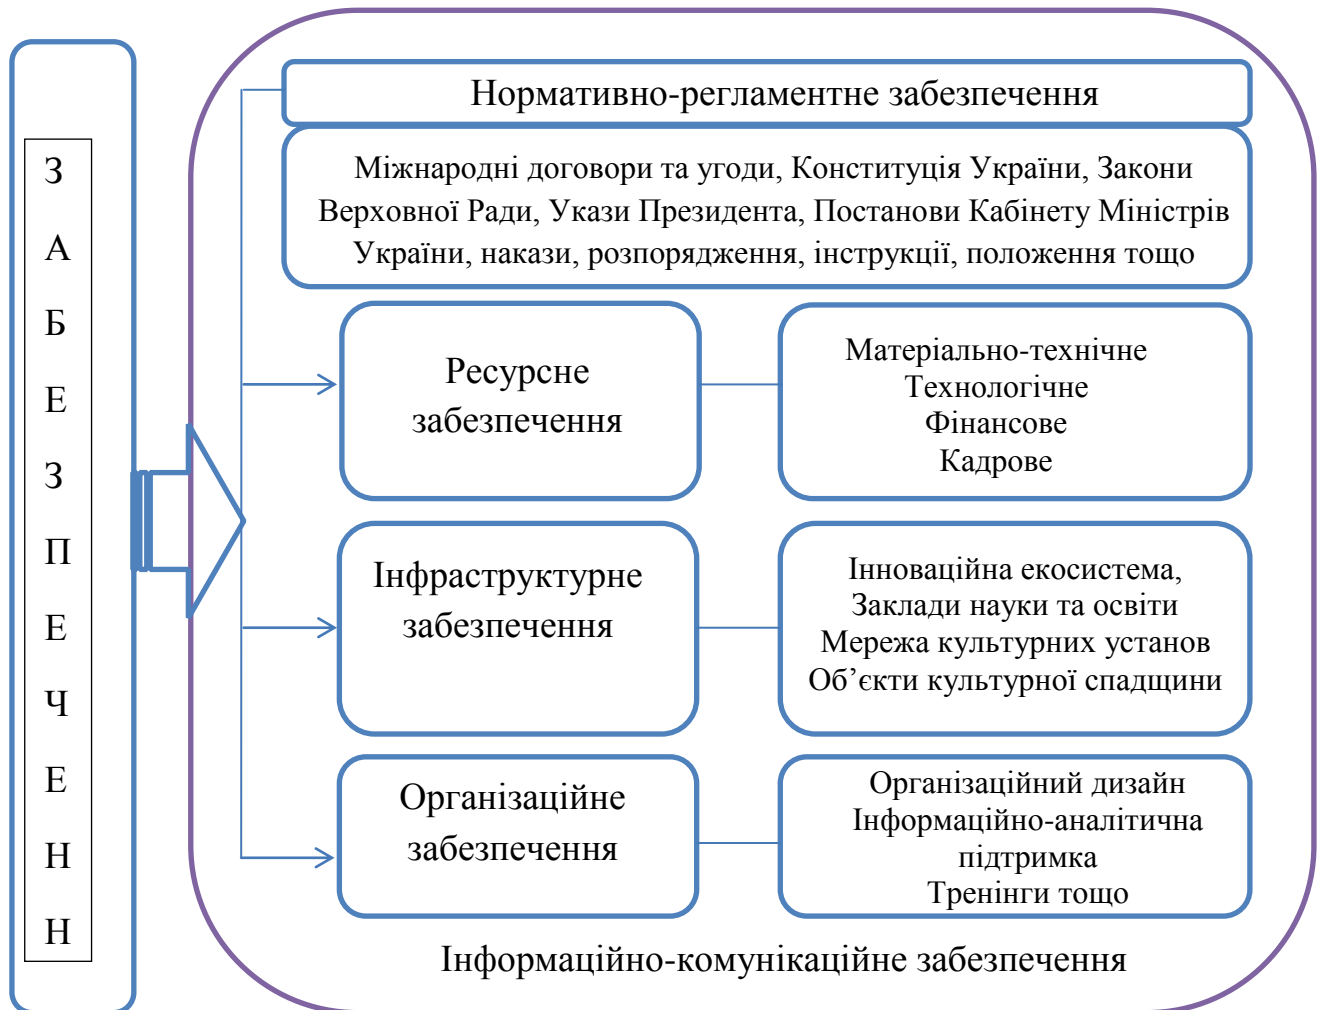 З
А
Б
Е
З
П
Е
Ч
Е
Н
Н
Нормативно-регламентне забезпечення
Міжнародні договори та угоди, Конституція України, Закони
Верховної Ради, Укази Президента, Постанови Кабінету Міністрів
України, накази, розпорядження, інструкції, положення тощо
Ресурсне
забезпечення
Матеріально-технічне
Технологічне
Фінансове
Кадрове
Інфраструктурне
забезпечення
Інноваційна екосистема,
Заклади науки та освіти
Мережа культурних установ
Об’єкти культурної спадщини
Організаційне
забезпечення
Організаційний дизайн
Інформаційно-аналітична
підтримка
Тренінги тощо
Інформаційно-комунікаційне забезпечення